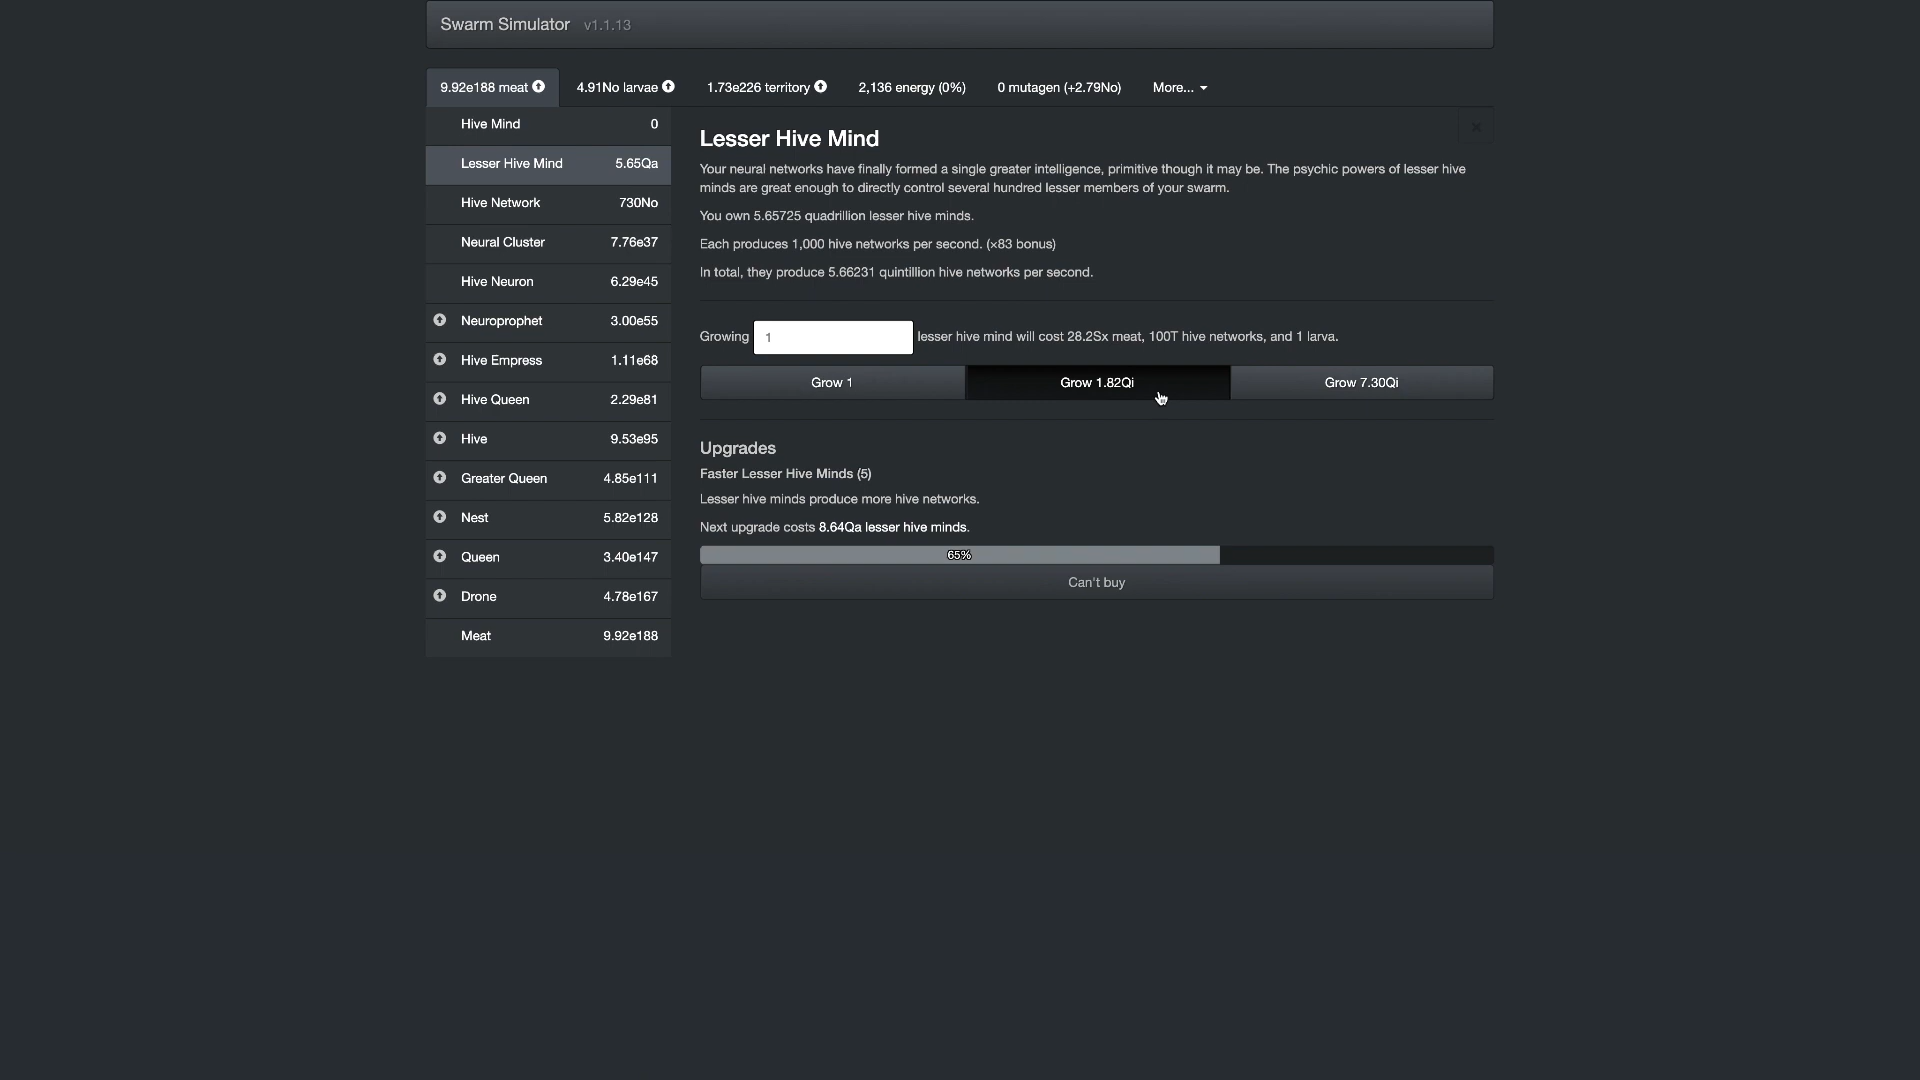 Swarm Simulator v1.1.13
9.92e188 meat 4.91No larvae 1.73e226 territory 2,136 energy (0%) 0 mutagen (+2.79No) More...
Hive Mind 0
Lesser Hive Mind 5.65Qa
Hive Network 730No
Neural Cluster 7.76e37
Hive Neuron 6.29e45
Neuroprophet 3.00e55
Hive Empress 1.11e68
Hive Queen 2.29e81
Hive 9.53e95
Greater Queen 4.85e111
Nest 5.82e128
Queen 3.40e147
Drone 4.78e167
Meat 9.92e188
Lesser Hive Mind
Your neural networks have finally formed a single greater intelligence, primitive though it may be. The psychic powers of lesser hive
minds are great enough to directly control several hundred lesser members of your swarm.
You own 5.65725 quadrillion lesser hive minds.
Each produces 1,000 hive networks per second. (×83 bonus)
In total, they produce 5.66231 quintillion hive networks per second.
Growing 1 lesser hive mind will cost 28.2Sx meat, 100T hive networks, and 1 larva.
Grow 1 Grow 1.82Qi Grow 7.30Qi
Upgrades
Faster Lesser Hive Minds (5)
Lesser hive minds produce more hive networks.
Next upgrade costs 8.64Qa lesser hive minds.
65%
Can't buy